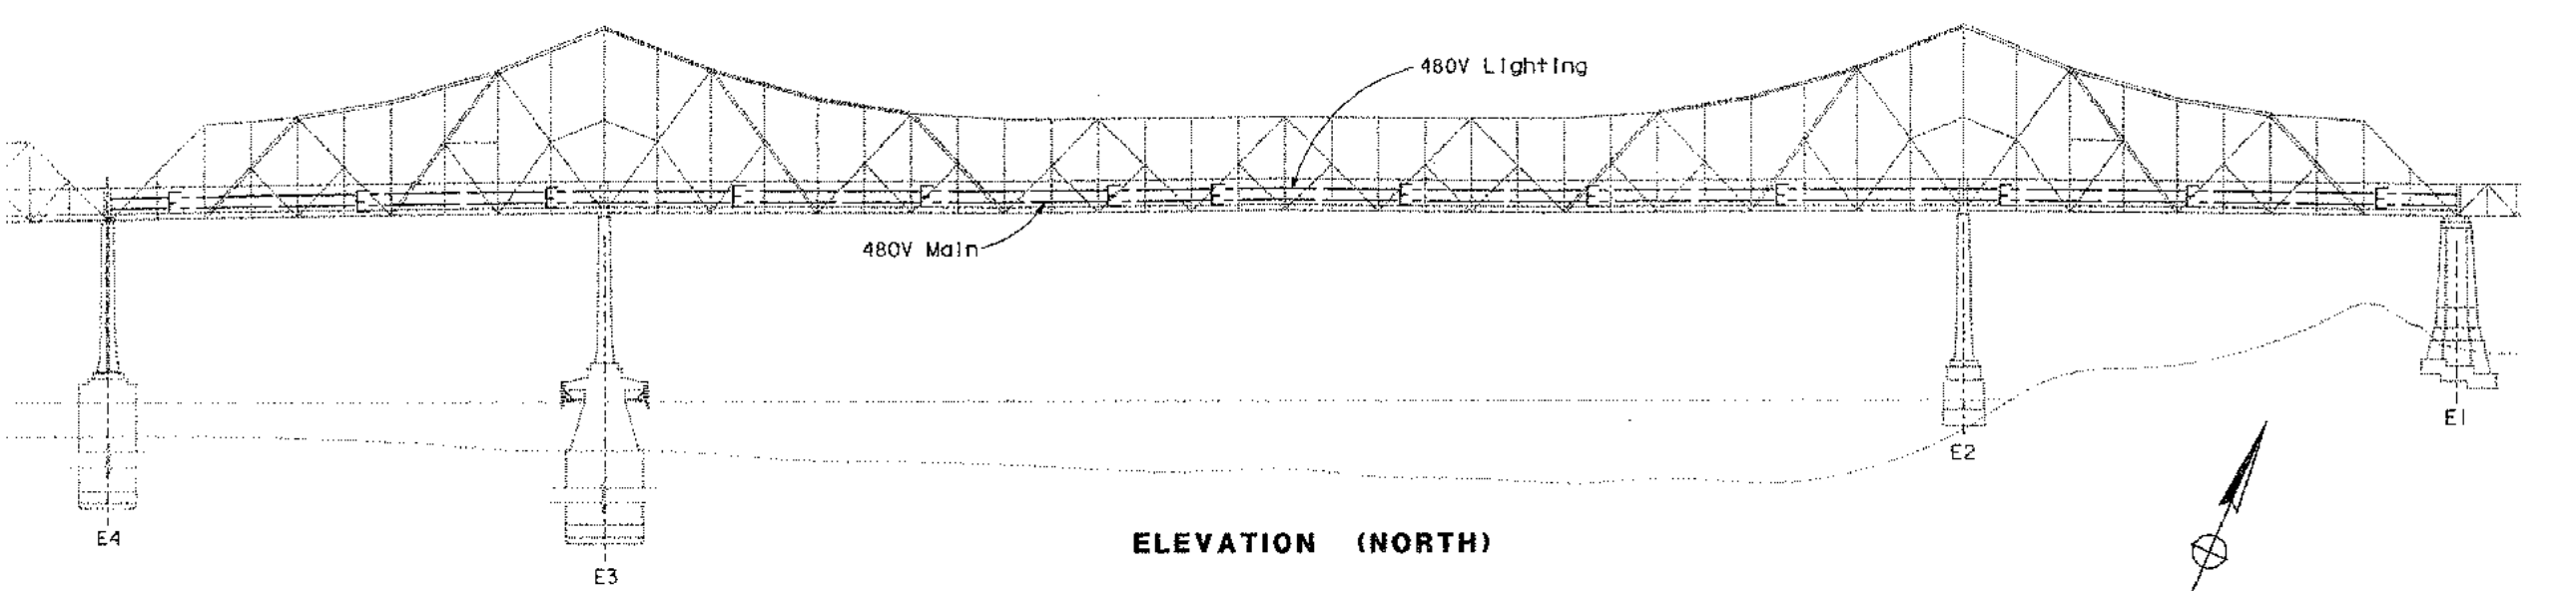 480V Lighting
E E E E E E E E E E E E E
480V Main
E1
E2
E4
ELEVATION (NORTH)
E3